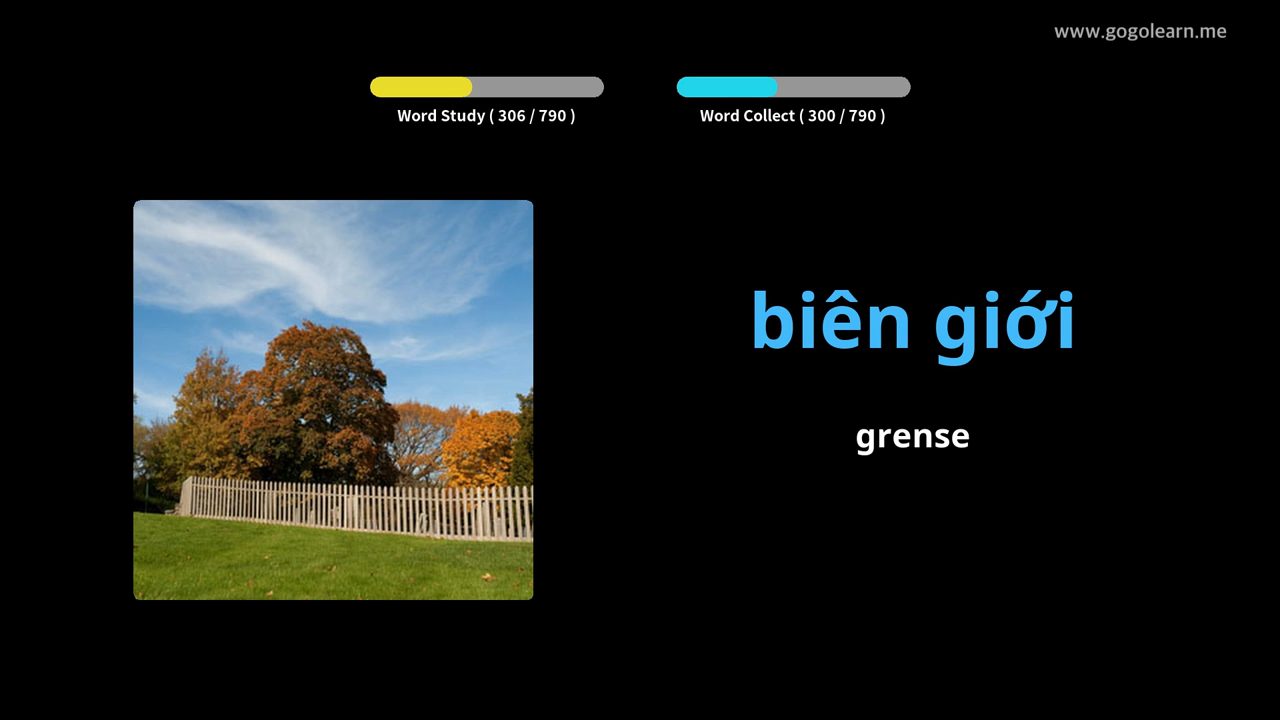 www.gogolearn.me
Word Study ( 306 / 790 )
Word Collect ( 300 / 790 )
biên giới
grense